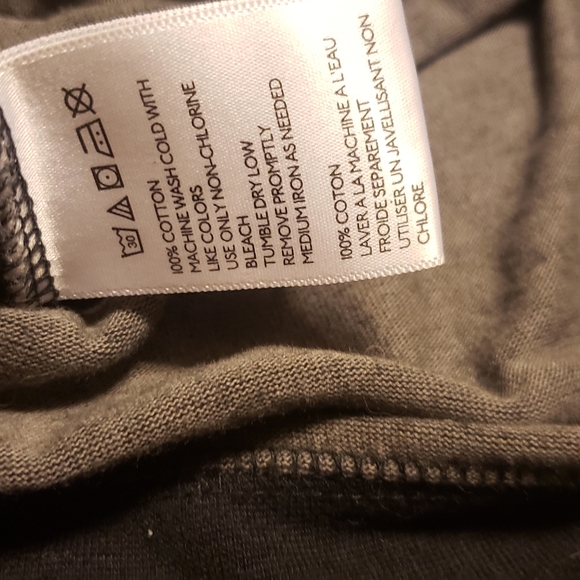 30
100% COTTON
MACHINE WASH COLD WITH
LIKE COLORS
USE ONLY NON-CHLORINE
BLEACH
TUMBLE DRY LOW
REMOVE PROMPTLY
MEDIUM IRON AS NEEDED
100% COTON
LAVER A LA MACHINE A L'EAU
FROIDE SEPAREMENT
UTILISER UN JAVELLISANT NON
CHLORE